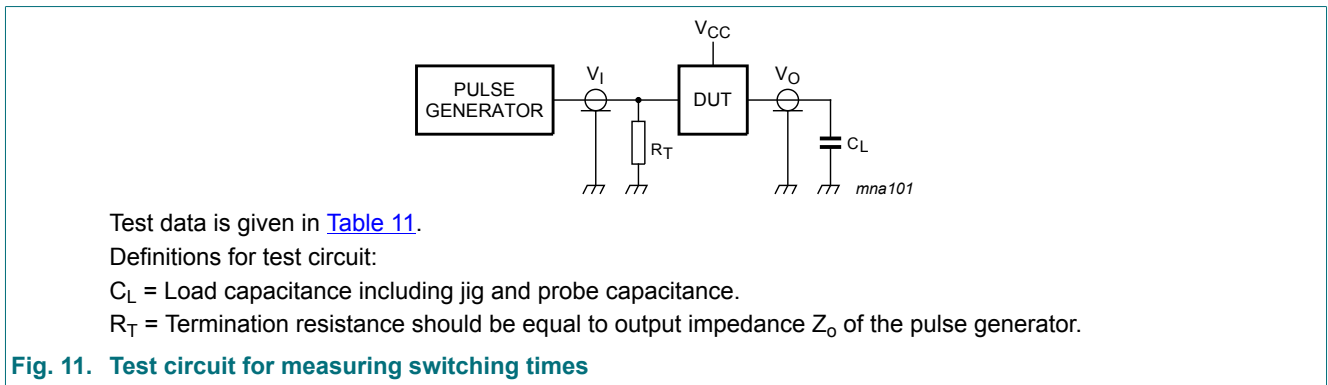 VCC
PULSE
GENERATOR
VI
DUT
VO
RT
CL
mna101
Test data is given in Table 11.
Definitions for test circuit:
CL = Load capacitance including jig and probe capacitance.
RT = Termination resistance should be equal to output impedance Zo of the pulse generator.
Fig. 11. Test circuit for measuring switching times